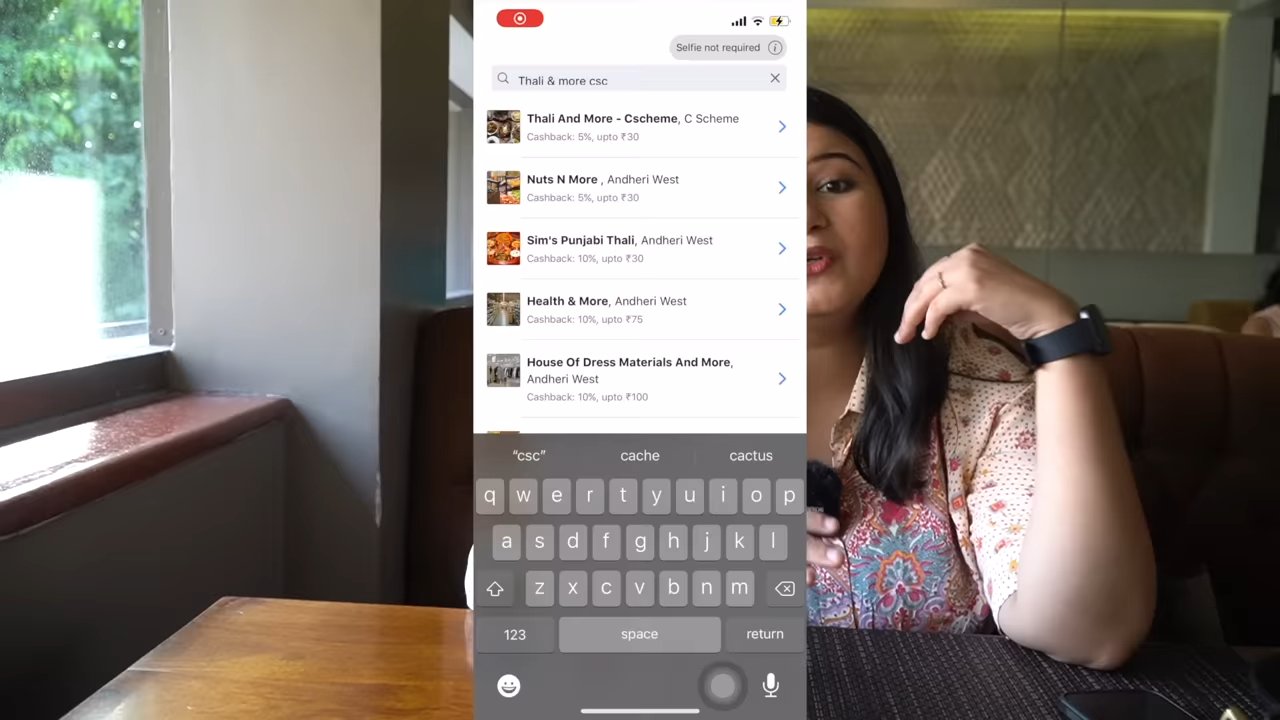 Selfie not required
Thali & more csc
Thali And More - Cscheme, C Scheme
Cashback: 5%, upto ₹30
Nuts N More , Andheri West
Cashback: 5%, upto ₹30
Sim's Punjabi Thali, Andheri West
Cashback: 10%, upto ₹30
Health & More, Andheri West
Cashback: 10%, upto ₹75
House Of Dress Materials And More,
Andheri West
Cashback: 10%, upto ₹100
“csc” cache cactus
q w e r t y u i o p
a s d f g h j k l
z x c v b n m
123 space return